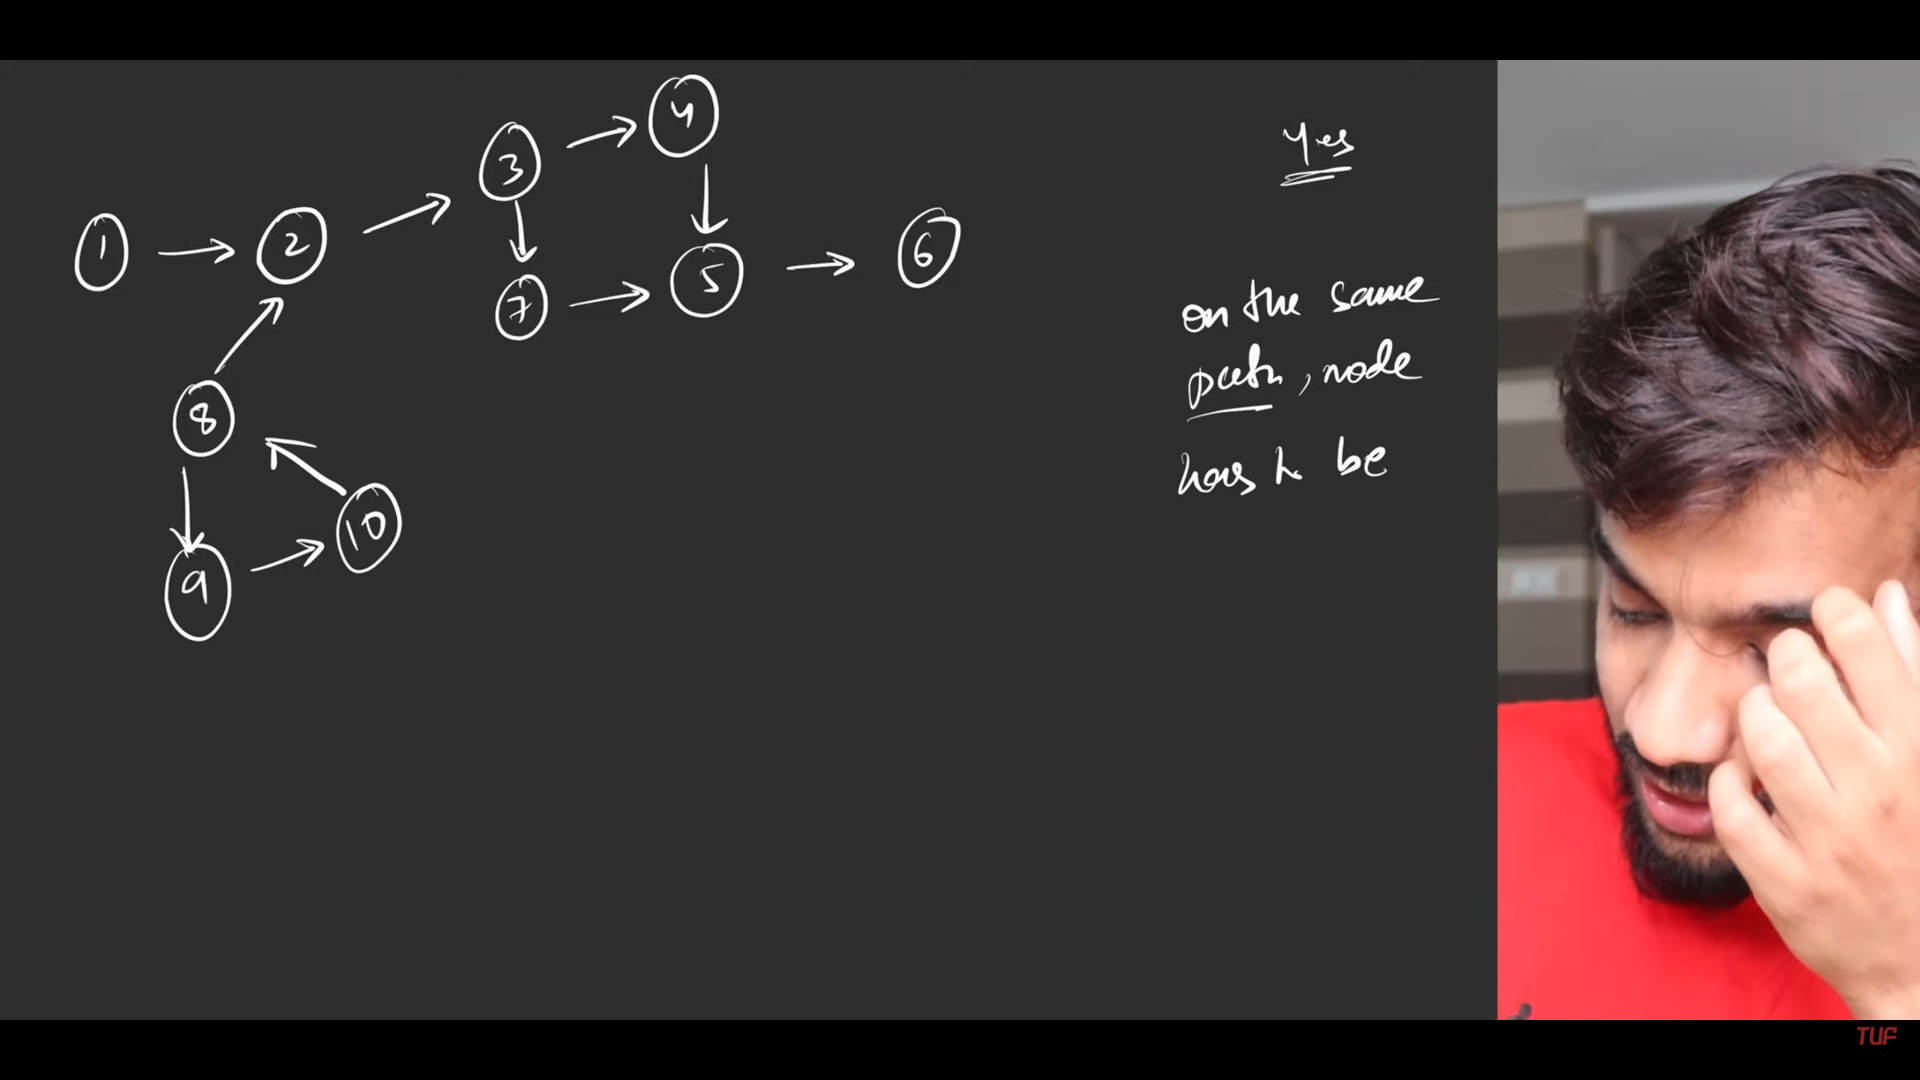 4
3
Yes
1
2
6
5
7
on the same
path, node
8
has to be
10
9
TUF